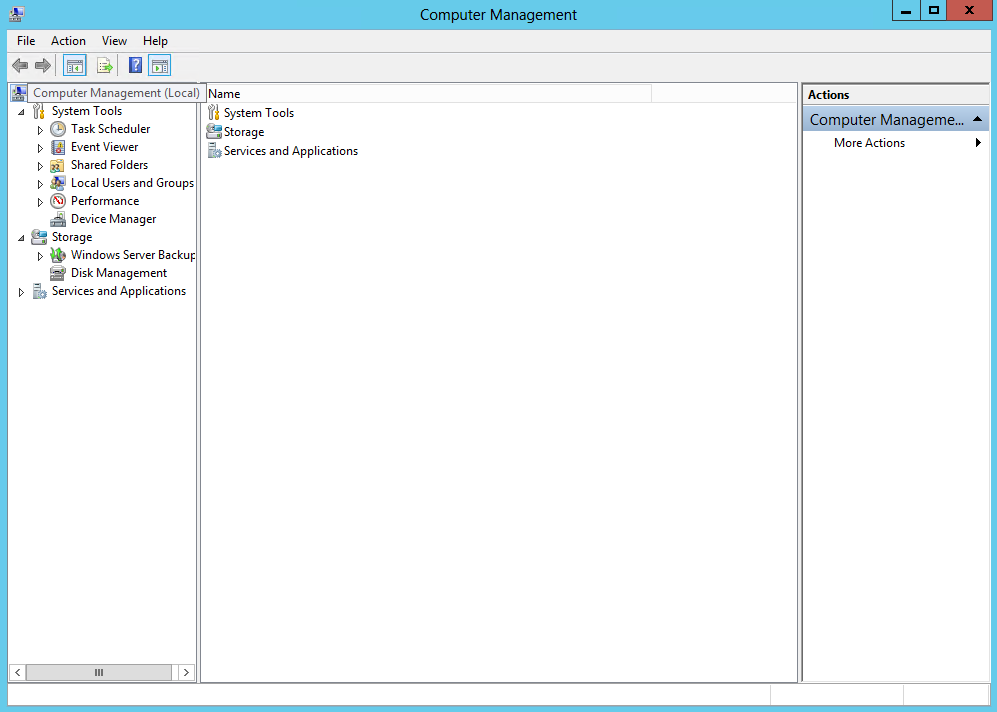 Computer Management
File Action View Help
Computer Management (Local)
System Tools
Task Scheduler
Event Viewer
Shared Folders
Local Users and Groups
Performance
Device Manager
Storage
Windows Server Backup
Disk Management
Services and Applications
Name
System Tools
Storage
Services and Applications
Actions
Computer Manageme...
More Actions